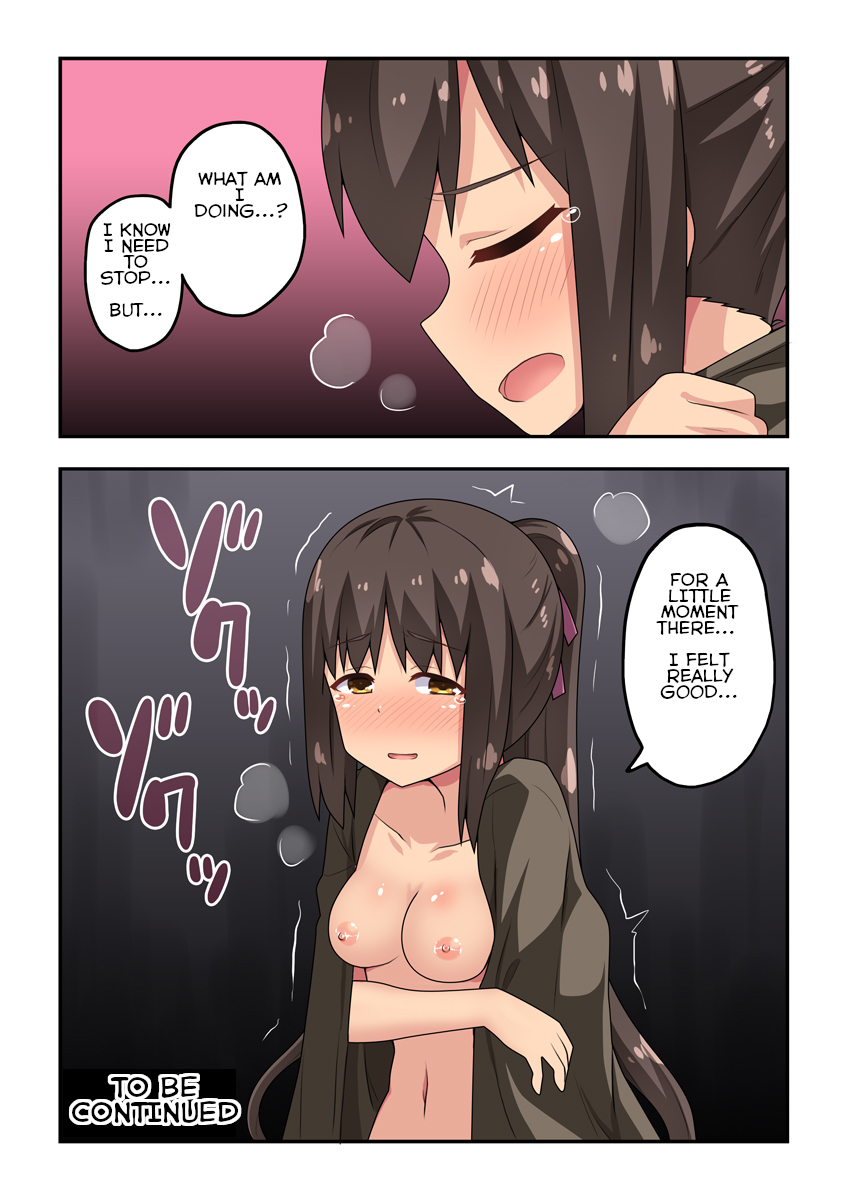 WHAT AM
I
DOING...?
I KNOW
I NEED
TO
STOP...
BUT...
FOR A
LITTLE
MOMENT
THERE...
I FELT
REALLY
GOOD...
ゾクッ
ゾクッ
TO BE
CONTINUED